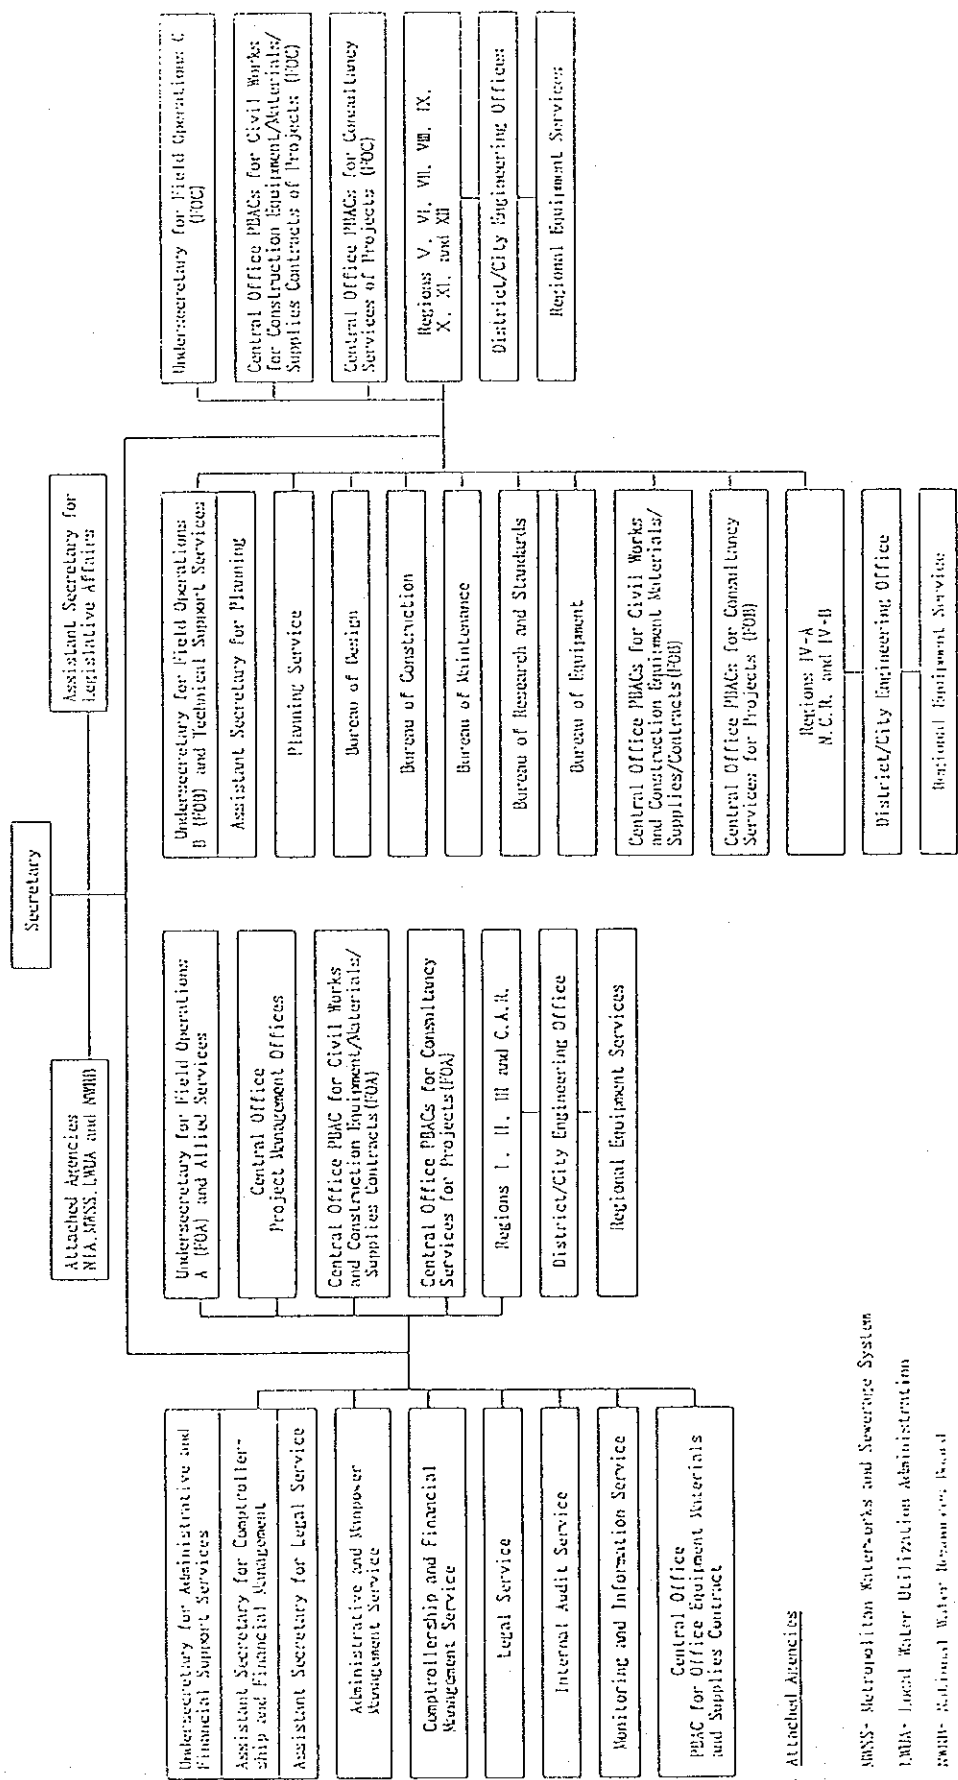 Secretary
Attached Agencies
NIA, MWSS, LWUA and NWRB
Assistant Secretary for
Legislative Affairs
Undersecretary for Administrative and
Financial Support Services
Assistant Secretary for Comptroller-
ship and Financial Management
Assistant Secretary for Legal Service
Administrative and Manpower
Management Service
Comptrollership and Financial
Management Service
Legal Service
Internal Audit Service
Monitoring and Information Service
Central Office
PBAC for Office Equipment Materials
and Supplies Contract
Undersecretary for Field Operations
A (FOA) and Allied Services
Central Office
Project Management Offices
Central Office PBAC for Civil Works
and Construction Equipment/Materials/
Supplies Contracts(FOA)
Central Office PBACs for Consultancy
Services for Projects(FOA)
Regions I, II, III and C.A.R.
District/City Engineering Office
Regional Equipment Services
Undersecretary for Field Operations
B (FOB) and Technical Support Services
Assistant Secretary for Planning
Planning Service
Bureau of Design
Bureau of Construction
Bureau of Maintenance
Bureau of Research and Standards
Bureau of Equipment
Central Office PBACs for Civil Works
and Construction Equipment Materials/
Supplies/Contracts(FOB)
Central Office PBACs for Consultancy
Services for Projects (FOB)
Regions IV-A
N.C.R. and IV-B
District/City Engineering Office
Regional Equipment Service
Undersecretary for Field Operations C
(FOC)
Central Office PBACs for Civil Works
for Construction Equipment/Materials/
Supplies Contracts of Projects (FOC)
Central Office PBACs for Consultancy
Services of Projects (FOC)
Regions V, VI, VII, VIII, IX,
X, XI, and XII
District/City Engineering Offices
Regional Equipment Services
Attached Agencies
MWSS- Metropolitan Water-orks and Sewerage System
LWUA- Local Water Utilization Administration
NWRB- National Water Resources Board